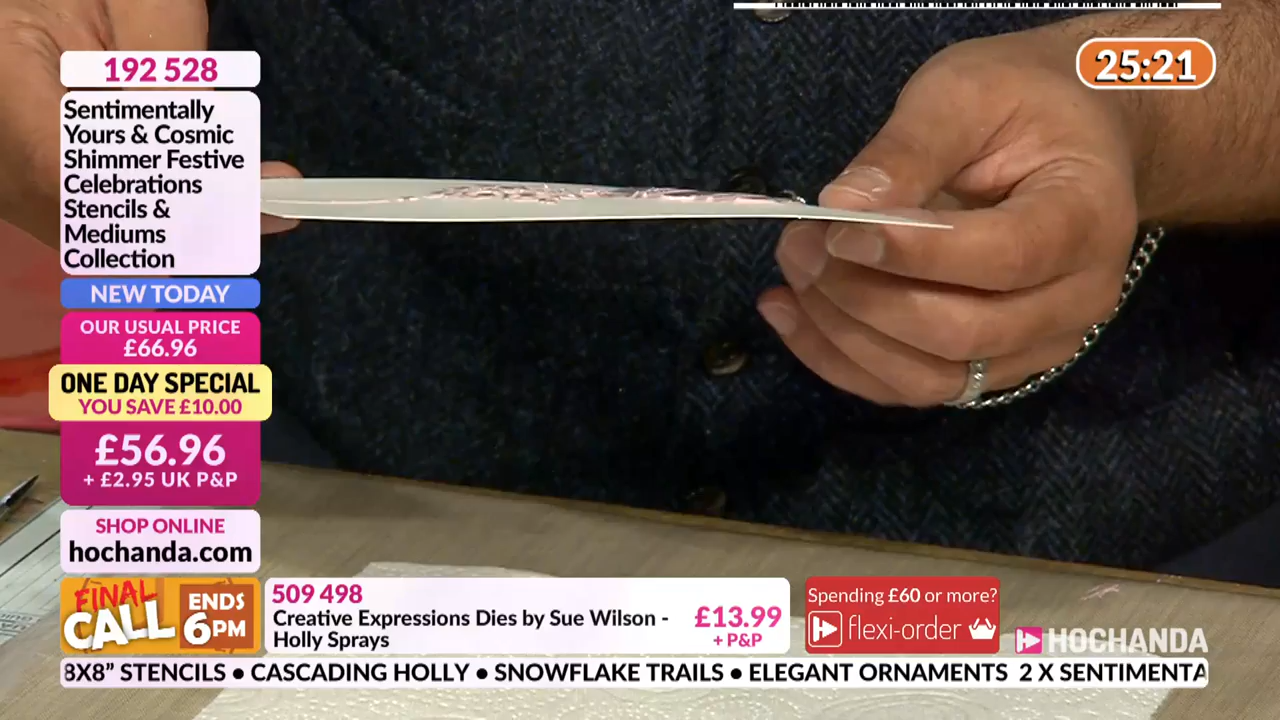 192 528
Sentimentally
Yours & Cosmic
Shimmer Festive
Celebrations
Stencils &
Mediums
Collection
NEW TODAY
OUR USUAL PRICE
£66.96
ONE DAY SPECIAL
YOU SAVE £10.00
£56.96
+ £2.95 UK P&P
SHOP ONLINE
hochanda.com
FINAL
CALL
ENDS
6PM
509 498
Creative Expressions Dies by Sue Wilson -
Holly Sprays
£13.99
+ P&P
Spending £60 or more?
flexi-order
HOCHANDA
25:21
8X8” STENCILS ● CASCADING HOLLY ● SNOWFLAKE TRAILS ● ELEGANT ORNAMENTS 2 X SENTIMENTA